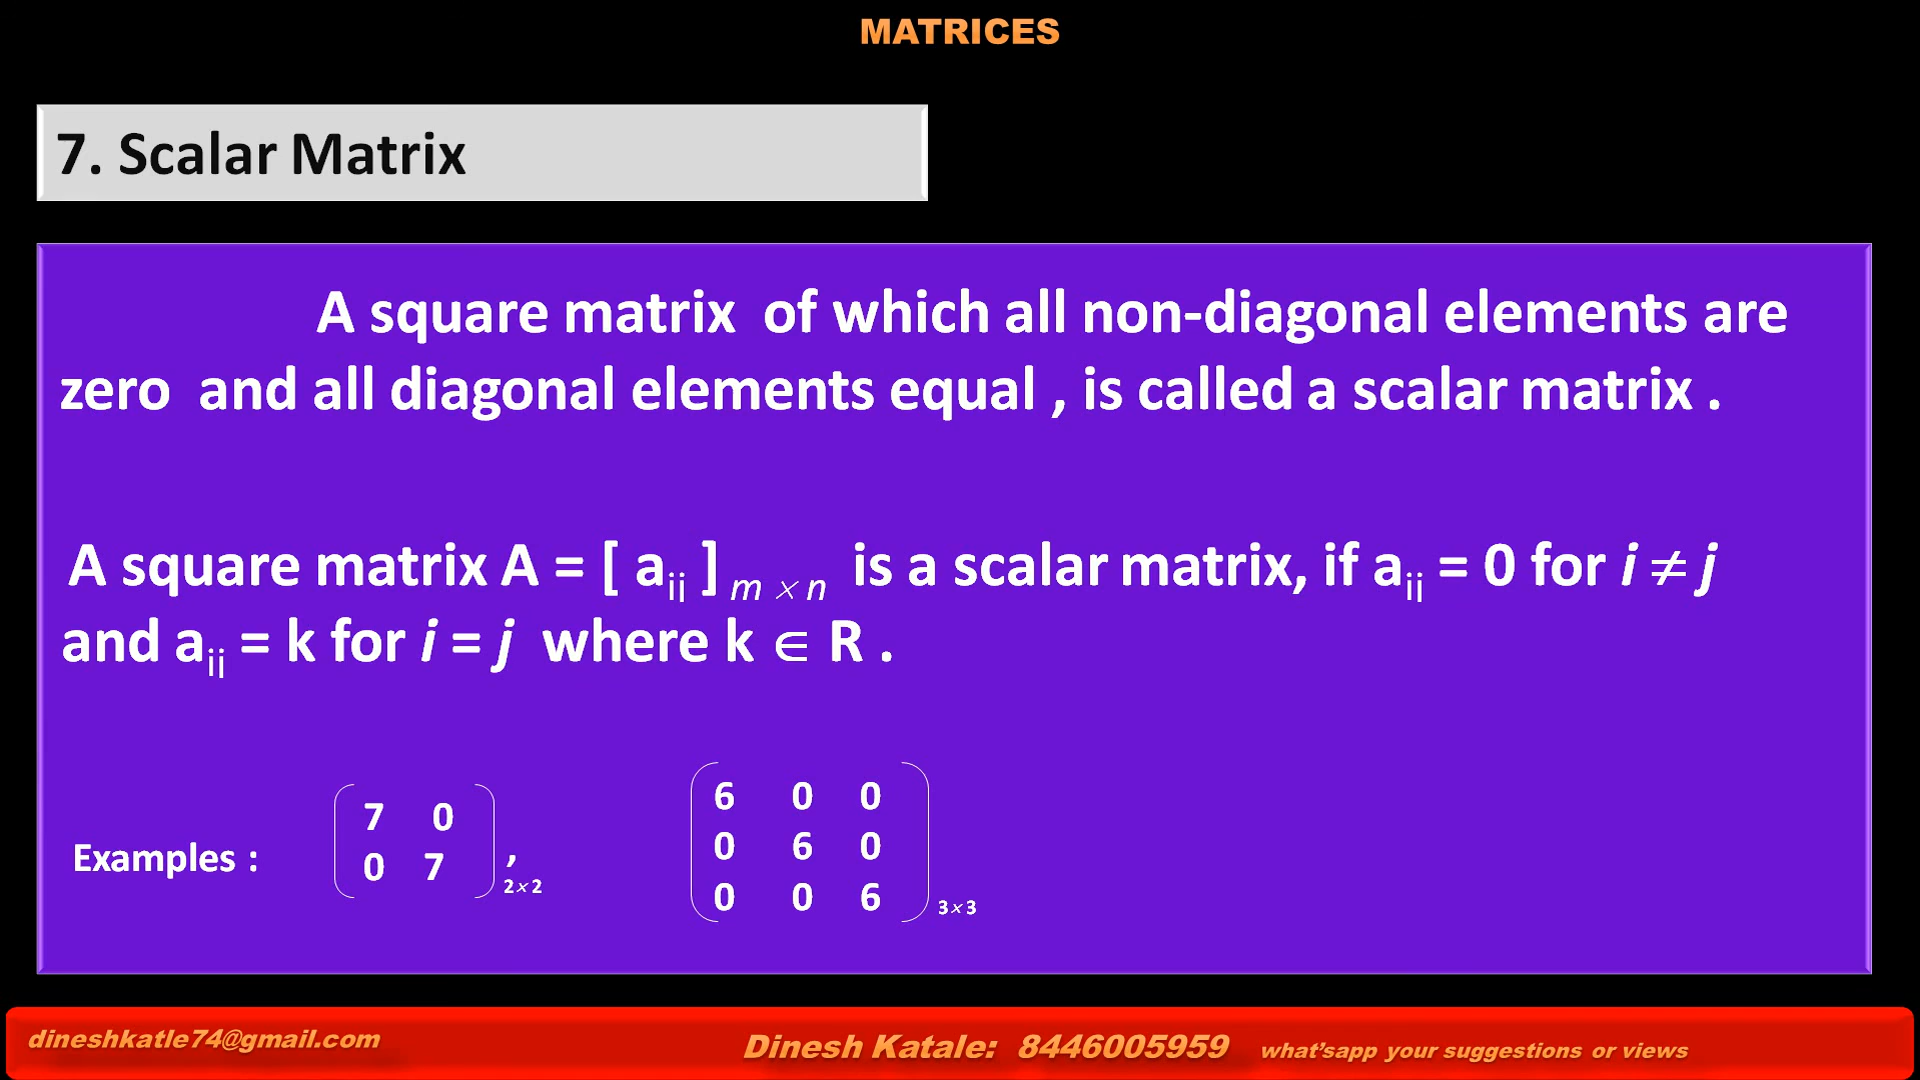 MATRICES
7. Scalar Matrix
A square matrix of which all non-diagonal elements are
zero and all diagonal elements equal , is called a scalar matrix .
A square matrix A = [ aᵢᵢ ] m × n is a scalar matrix, if aᵢᵢ = 0 for i ≠ j
and aᵢᵢ = k for i = j where k ∈ R .
Examples :
7 0
0 7 ,
2×2
6 0 0
0 6 0
0 0 6
3×3
dineshkatle74@gmail.com
Dinesh Katale: 8446005959 what'sapp your suggestions or views